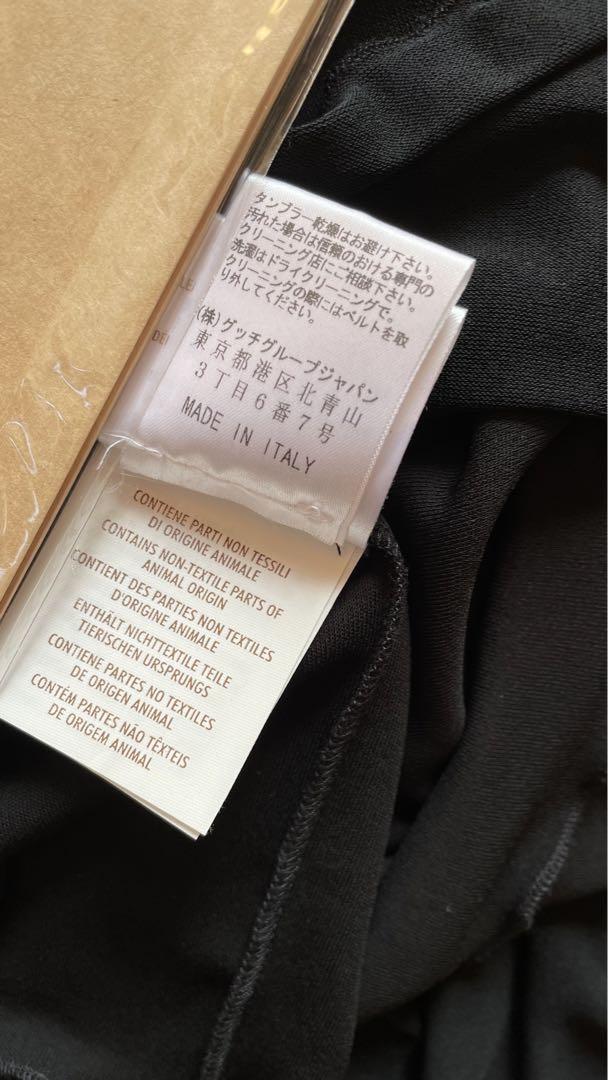 タンブラー乾燥はお避け下さい。
汚れた場合は信頼のおける専門の
クリーニング店にご相談下さい。
洗濯はドライクリーニングで。
クリーニングの際にはベルトを取
り外してください。
(株)グッチグループジャパン
東京都港区北青山
3丁目6番7号
MADE IN ITALY
CONTIENE PARTI NON TESSILI
DI ORIGINE ANIMALE
CONTAINS NON-TEXTILE PARTS OF
ANIMAL ORIGIN
CONTIENT DES PARTIES NON TEXTILES
D'ORIGINE ANIMALE
ENTHÄLT NICHTTEXTILE TEILE
TIERISCHEN URSPRUNGS
CONTIENE PARTES NO TEXTILES
DE ORIGEN ANIMAL
CONTÉM PARTES NÃO TÊXTEIS
DE ORIGEM ANIMAL